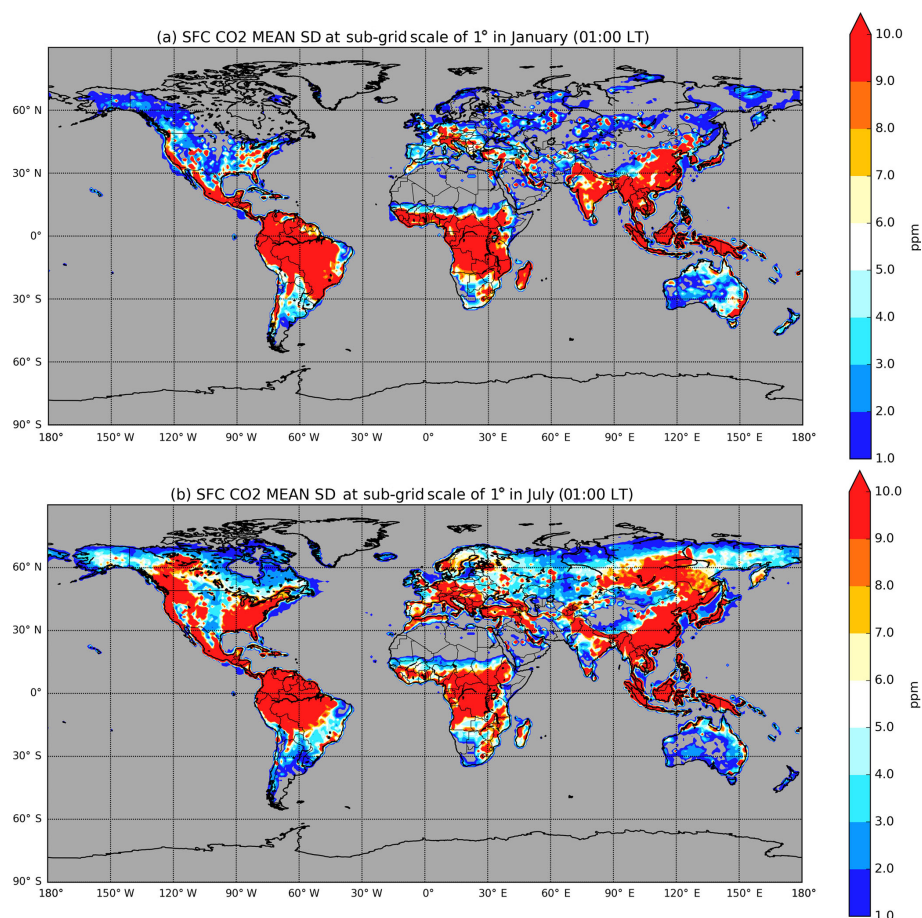 (a) SFC CO2 MEAN SD at sub-grid scale of 1° in January (01:00 LT)
10.0
9.0
8.0
7.0
6.0
5.0
4.0
3.0
2.0
1.0
ppm
60° N
30° N
0°
30° S
60° S
90° S
180° 150° W 120° W 90° W 60° W 30° W 0° 30° E 60° E 90° E 120° E 150° E 180°
(b) SFC CO2 MEAN SD at sub-grid scale of 1° in July (01:00 LT)
10.0
9.0
8.0
7.0
6.0
5.0
4.0
3.0
2.0
1.0
ppm
60° N
30° N
0°
30° S
60° S
90° S
180° 150° W 120° W 90° W 60° W 30° W 0° 30° E 60° E 90° E 120° E 150° E 180°